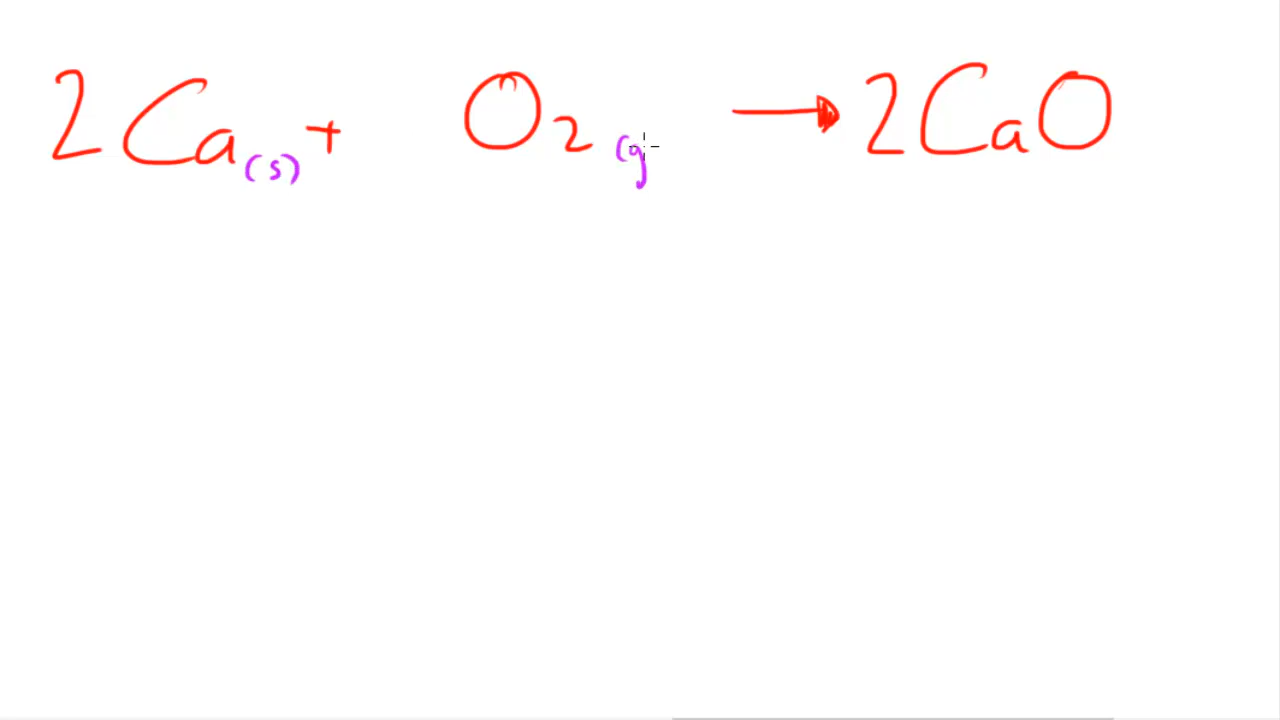 2Ca(s) + O2 (g → 2CaO